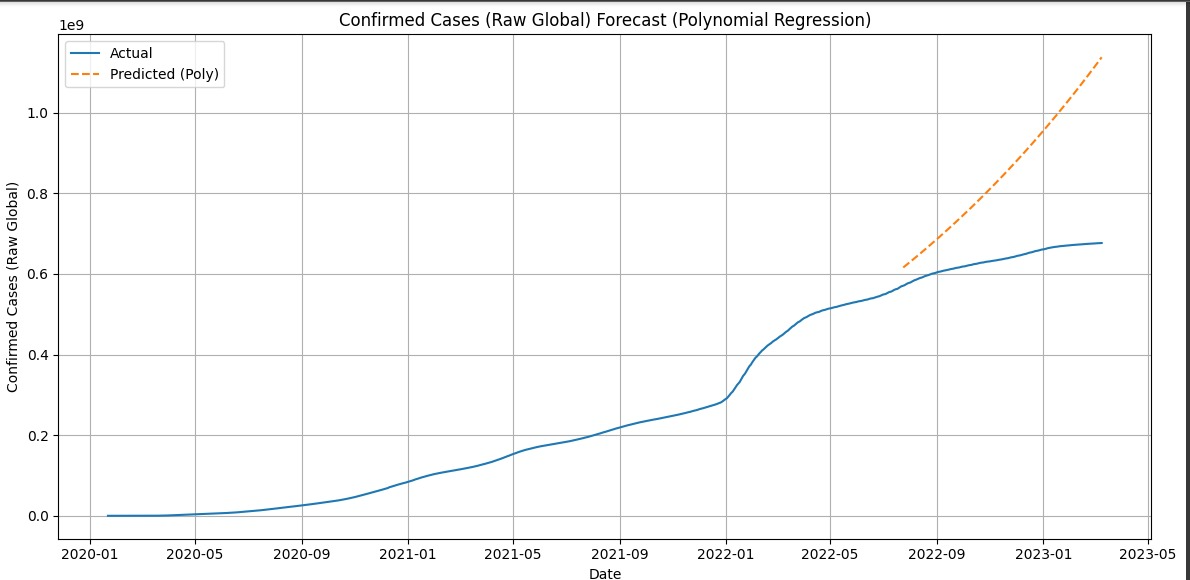 Confirmed Cases (Raw Global) Forecast (Polynomial Regression)
1e9
Actual
Predicted (Poly)
1.0
0.8
0.6
0.4
0.2
0.0
Confirmed Cases (Raw Global)
2020-01 2020-05 2020-09 2021-01 2021-05 2021-09 2022-01 2022-05 2022-09 2023-01 2023-05
Date